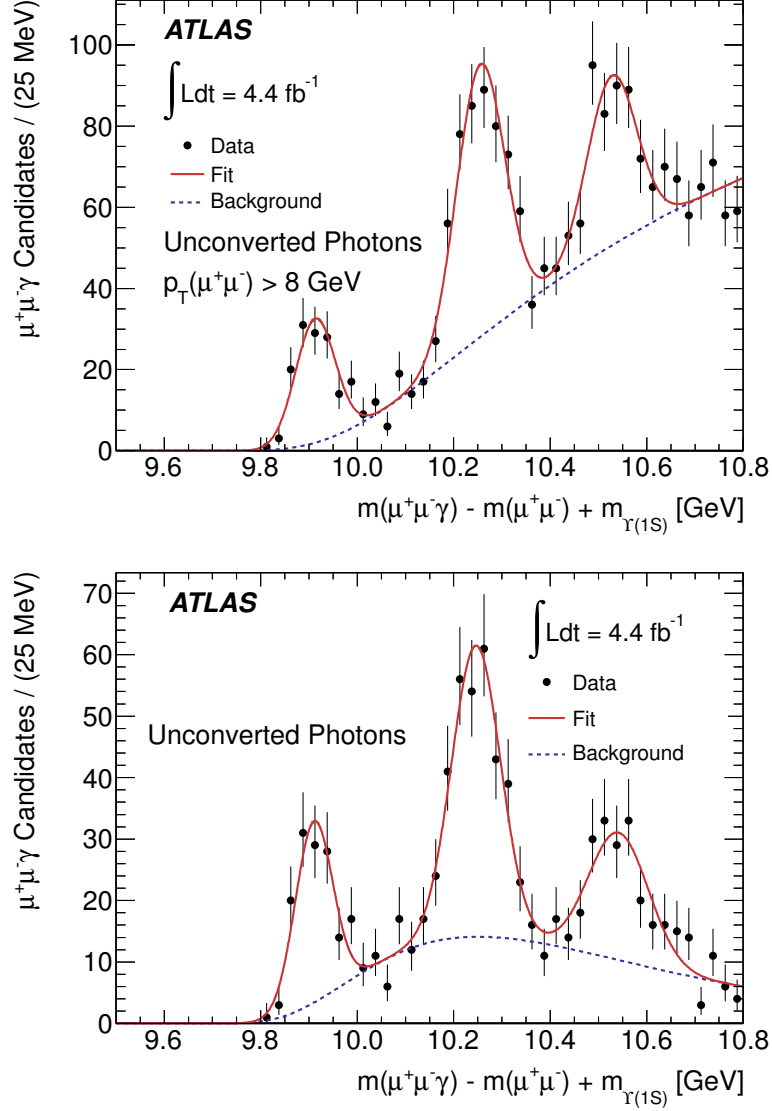 μ⁺μ⁻γ Candidates / (25 MeV)
100
80
60
40
20
0
ATLAS
∫Ldt = 4.4 fb⁻¹
Data
Fit
Background
Unconverted Photons
p_T(μ⁺μ⁻) > 8 GeV
9.6 9.8 10.0 10.2 10.4 10.6 10.8
m(μ⁺μ⁻γ) - m(μ⁺μ⁻) + m_ϒ(1S) [GeV]
μ⁺μ⁻γ Candidates / (25 MeV)
70
60
50
40
30
20
10
0
ATLAS
∫Ldt = 4.4 fb⁻¹
Data
Fit
Background
Unconverted Photons
9.6 9.8 10.0 10.2 10.4 10.6 10.8
m(μ⁺μ⁻γ) - m(μ⁺μ⁻) + m_ϒ(1S) [GeV]